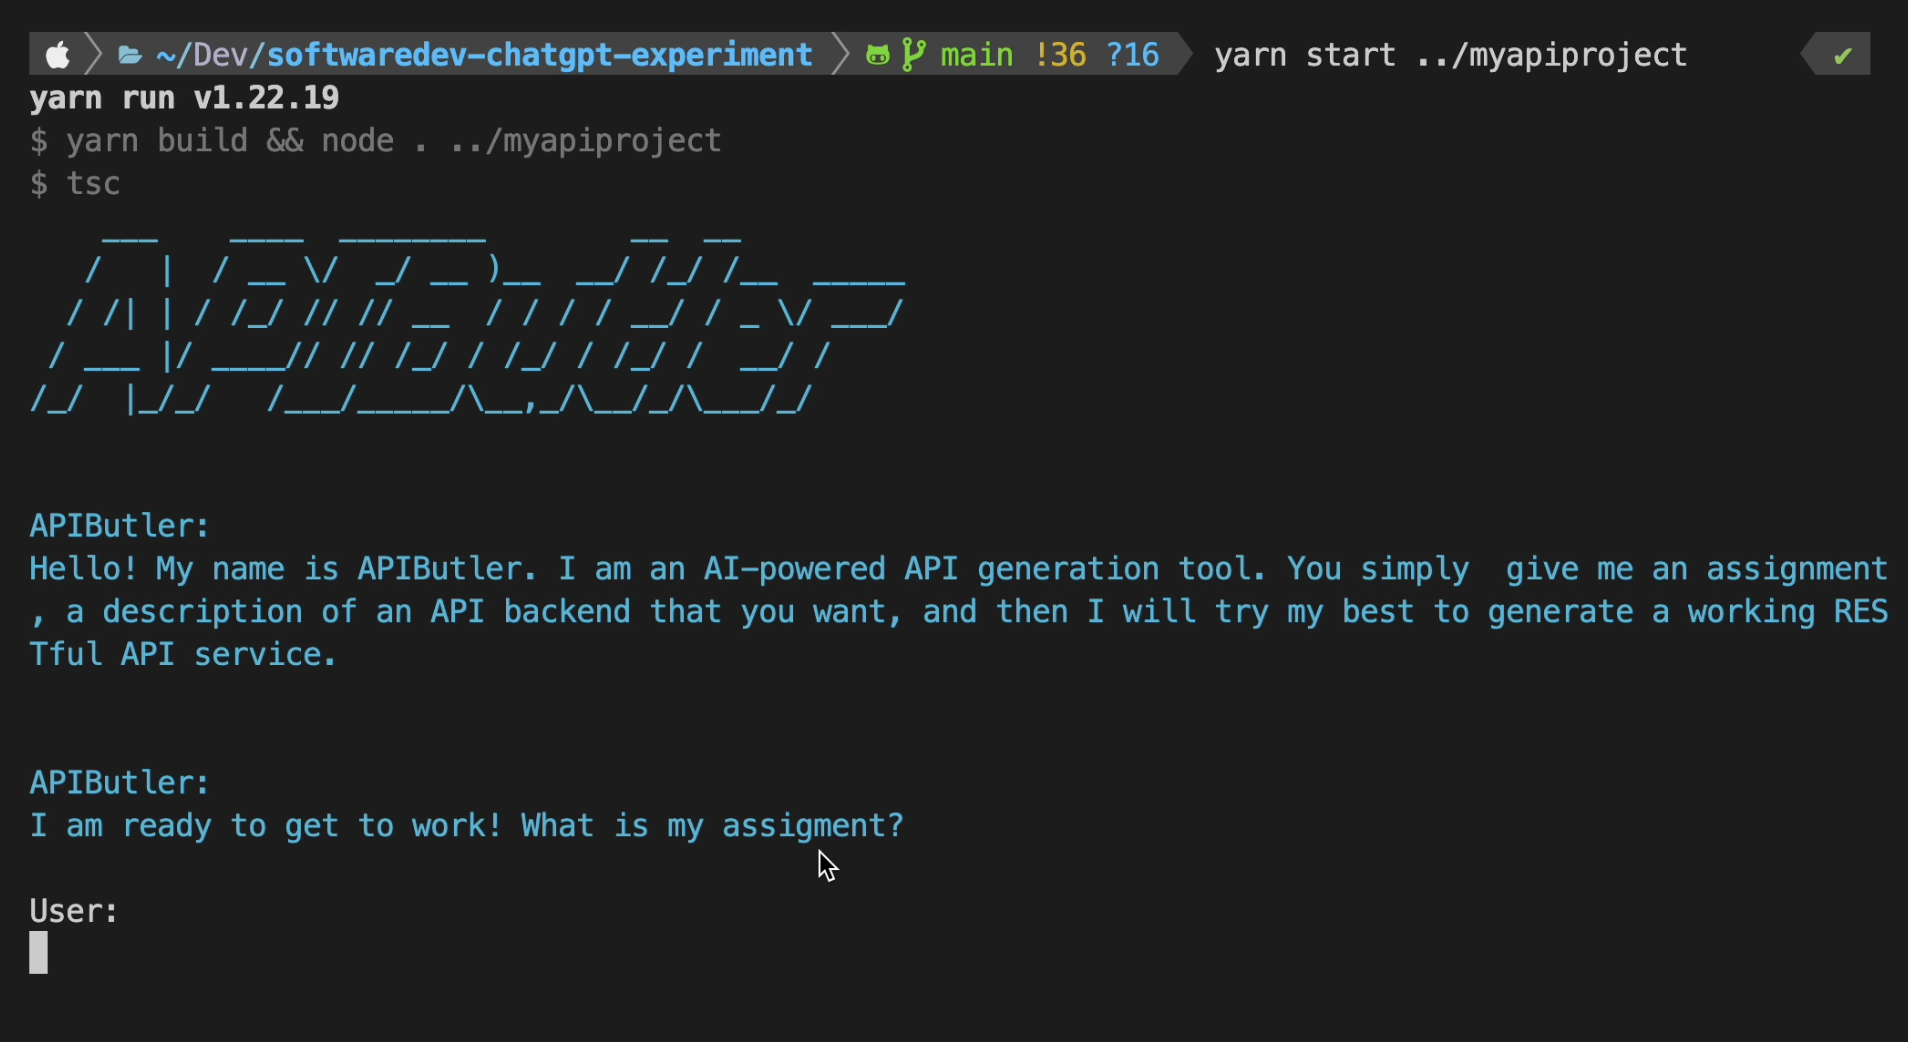 ~/Dev/softwaredev-chatgpt-experiment main !36 ?16 yarn start ../myapiproject ✔
yarn run v1.22.19
$ yarn build && node . ../myapiproject
$ tsc
APIButler
APIButler:
Hello! My name is APIButler. I am an AI-powered API generation tool. You simply  give me an assignment
, a description of an API backend that you want, and then I will try my best to generate a working RES
Tful API service.
APIButler:
I am ready to get to work! What is my assigment?
User: